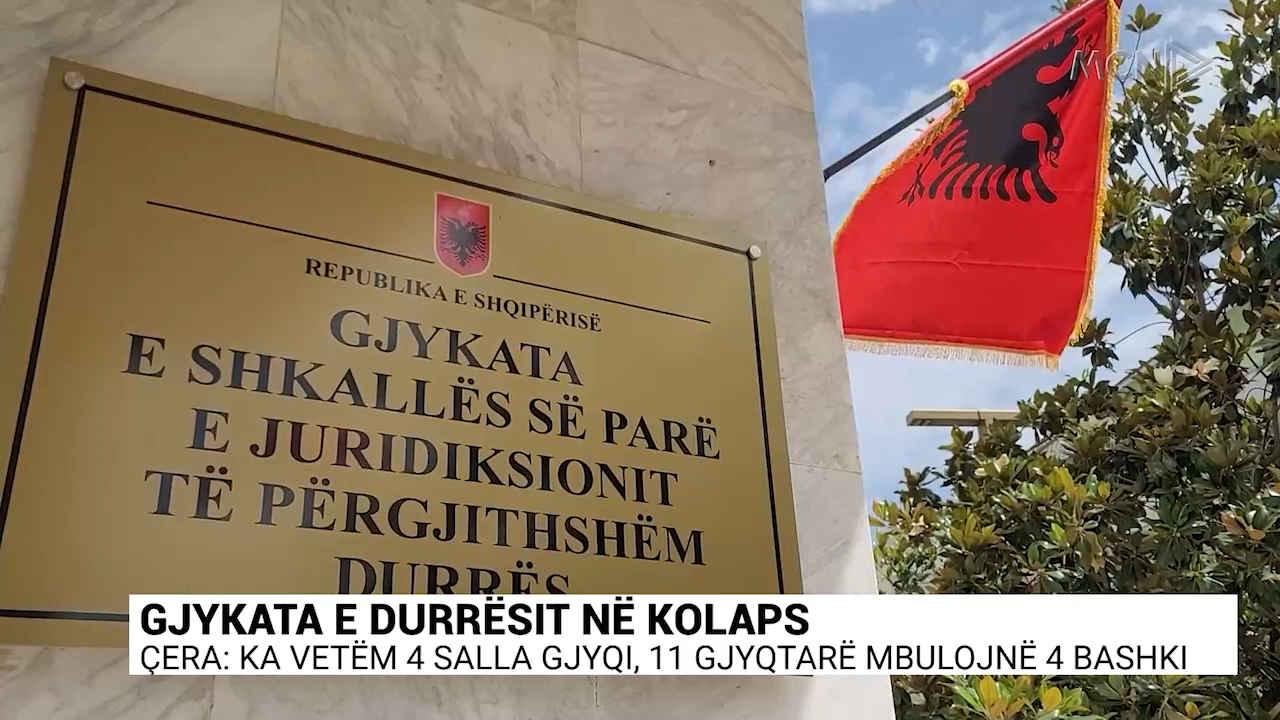 REPUBLIKA E SHQIPËRISË
GJYKATA
E SHKALLËS SË PARË
E JURIDIKSIONIT
TË PËRGJITHSHËM
DURRËS
GJYKATA E DURRËSIT NË KOLAPS
ÇERA: KA VETËM 4 SALLA GJYQI, 11 GJYQTARË MBULOJNË 4 BASHKI